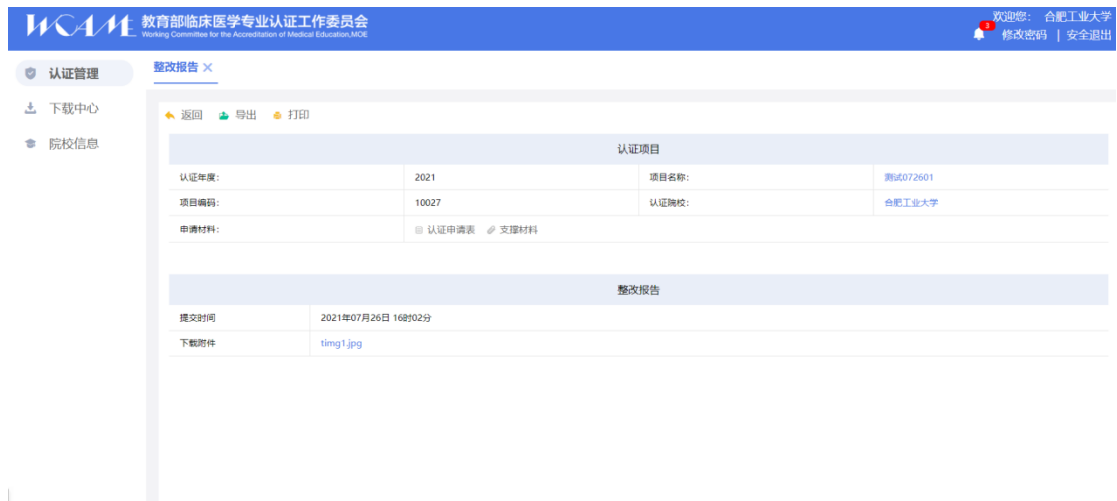 WCAME 教育部临床医学专业认证工作委员会
Working Committee for the Accreditation of Medical Education,MOE
欢迎您: 合肥工业大学
3 修改密码 | 安全退出
认证管理
下载中心
院校信息
整改报告 ×
返回 导出 打印
认证项目
认证年度: 2021 项目名称: 测试072601
项目编码: 10027 认证院校: 合肥工业大学
申请材料: 认证申请表 支撑材料
整改报告
提交时间 2021年07月26日 16时02分
下载附件 timg1.jpg